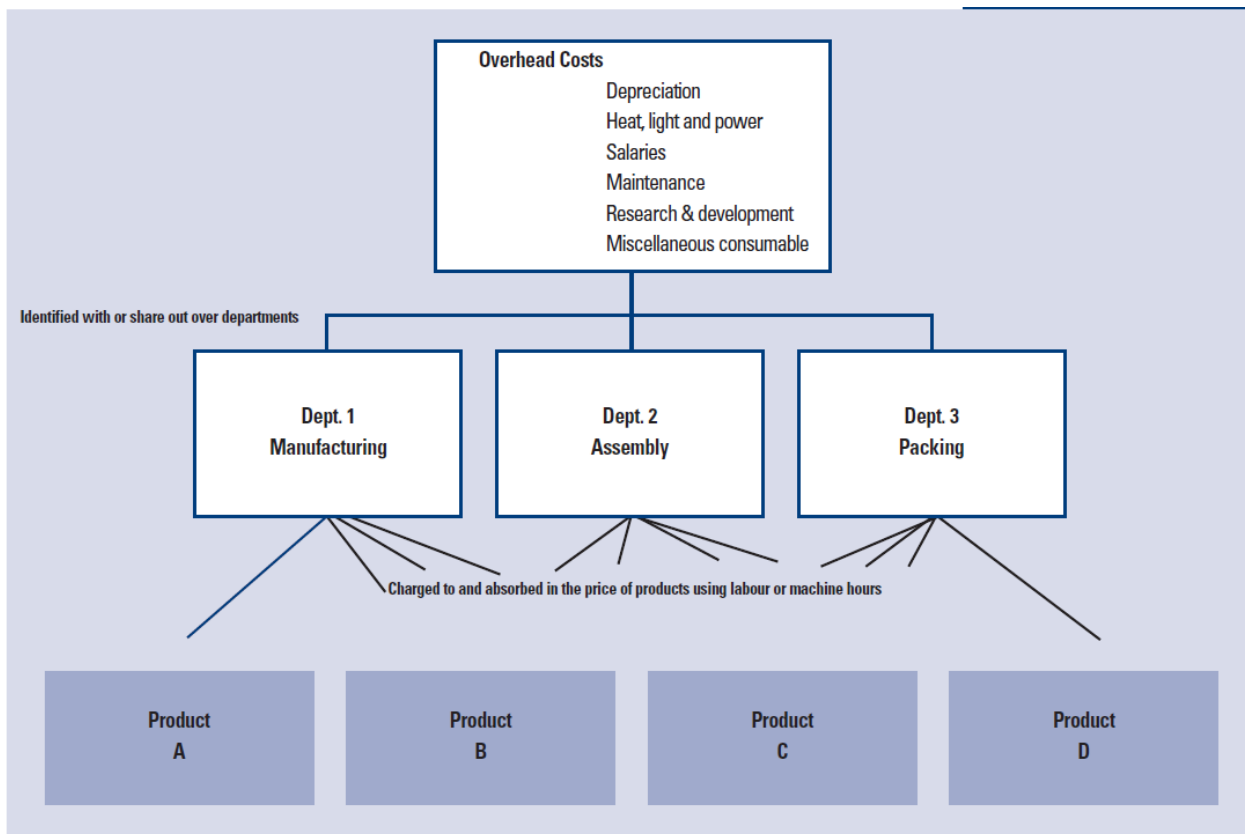 Overhead Costs
Depreciation
Heat, light and power
Salaries
Maintenance
Research & development
Miscellaneous consumable
Identified with or share out over departments
Dept. 1
Manufacturing
Dept. 2
Assembly
Dept. 3
Packing
Charged to and absorbed in the price of products using labour or machine hours
Product
A
Product
B
Product
C
Product
D